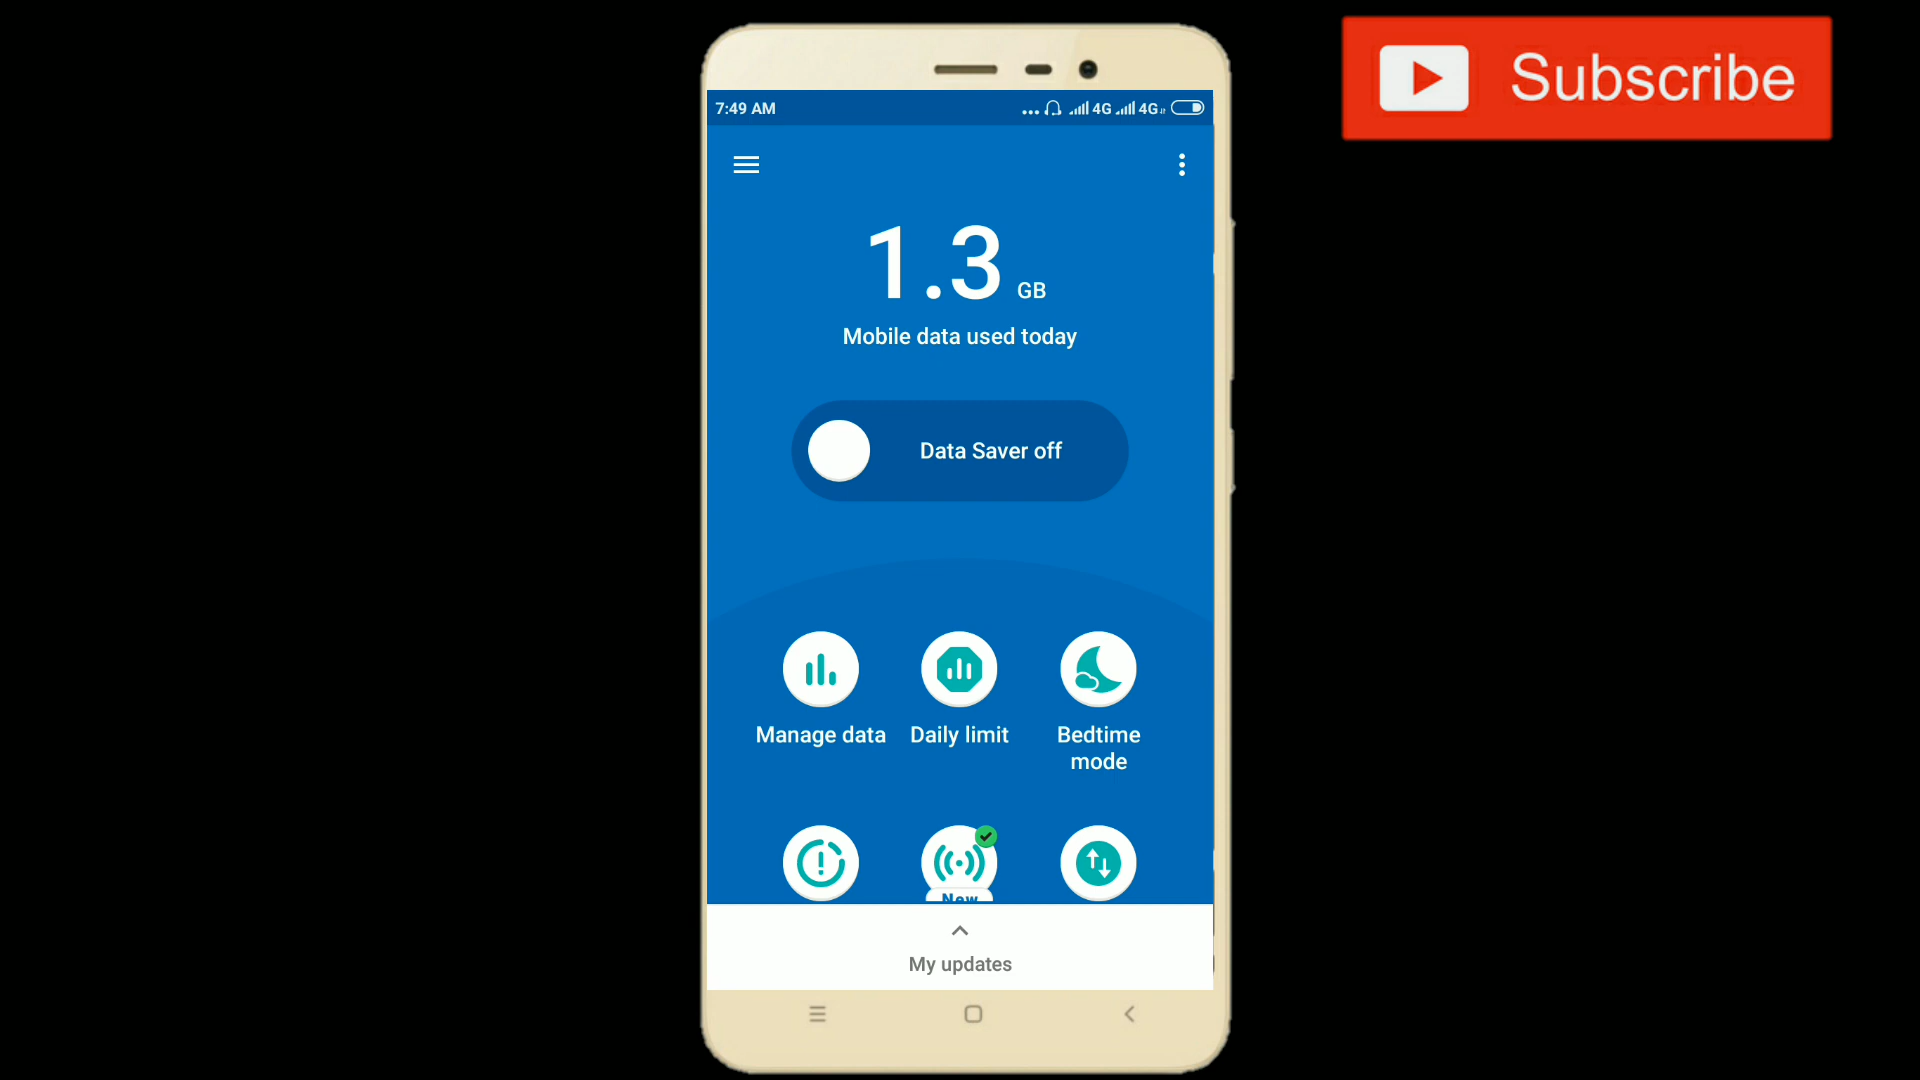 Subscribe
7:49 AM
4G 4G
1.3 GB
Mobile data used today
Data Saver off
Manage data
Daily limit
Bedtime
mode
New
My updates